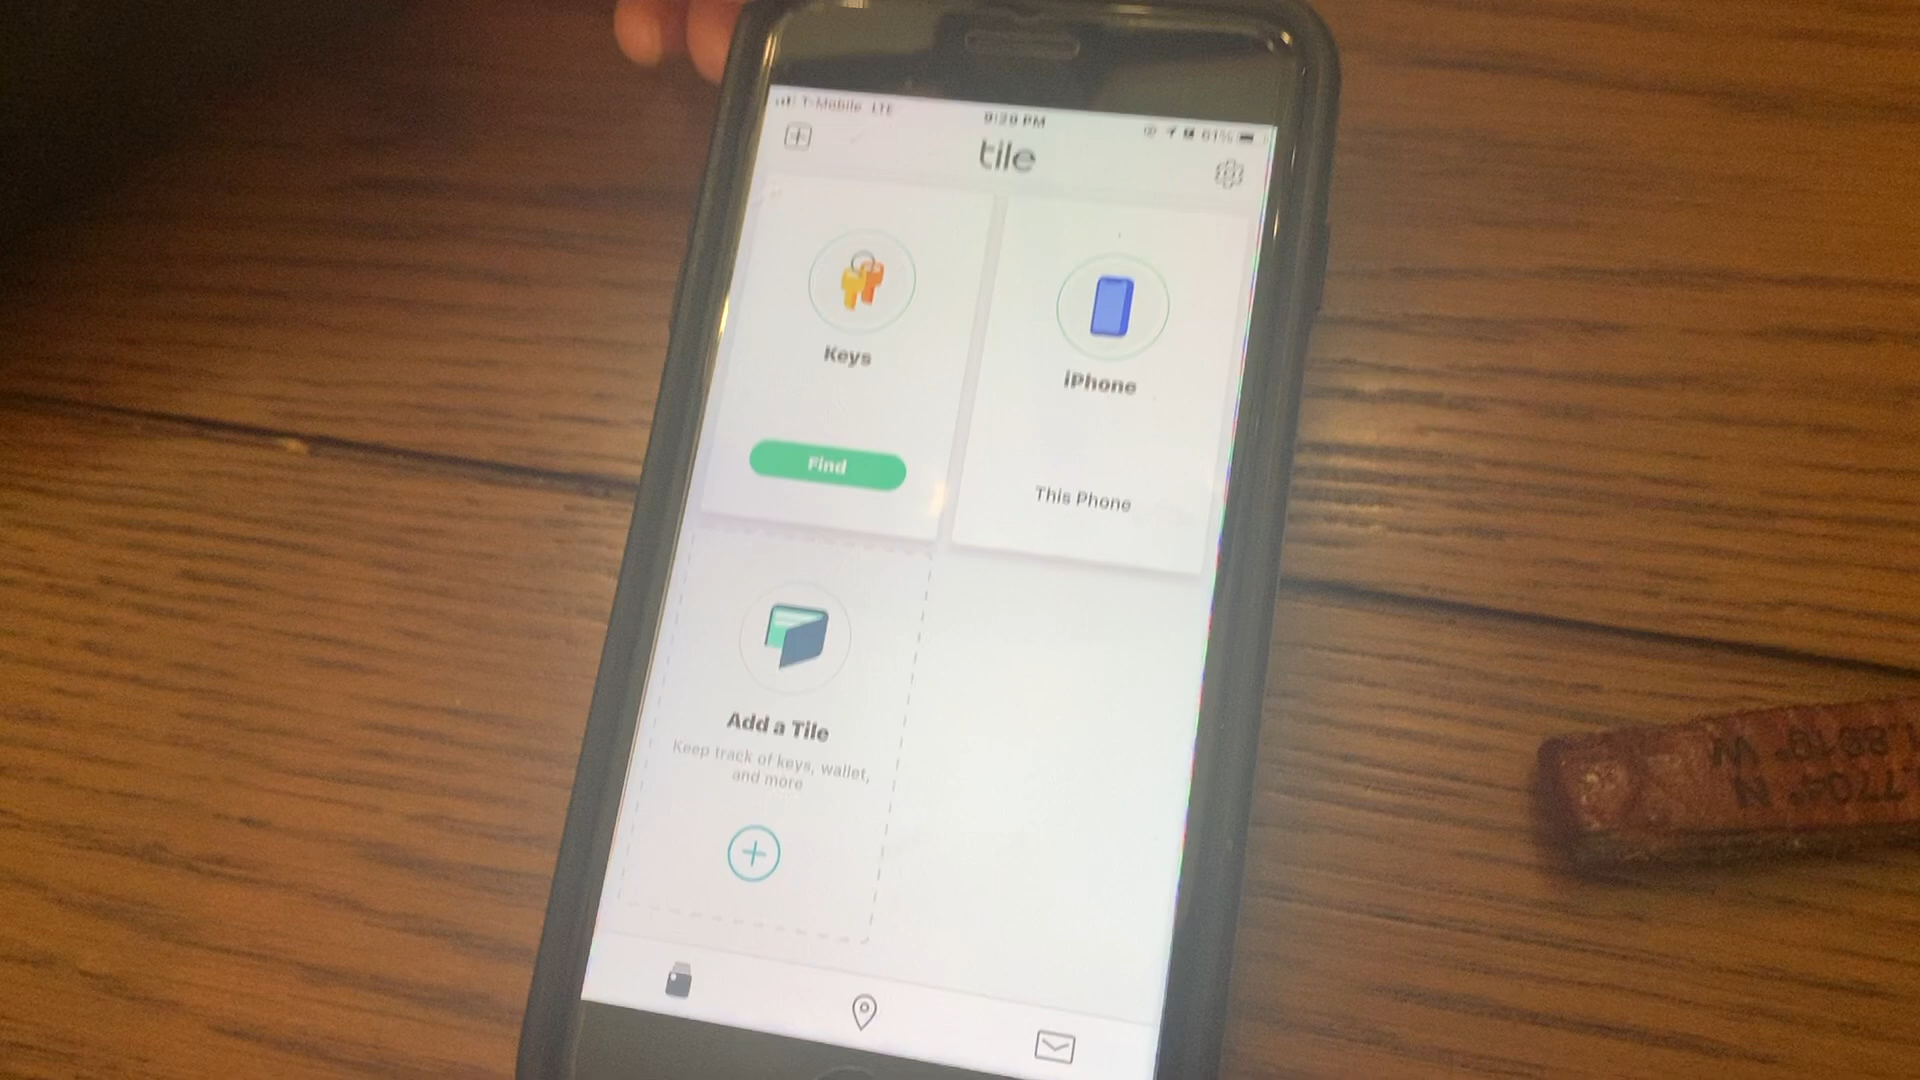 T-Mobile LTE
9:29 PM
61%
tile
Keys
iPhone
Find
This Phone
Add a Tile
Keep track of keys, wallet,
and more